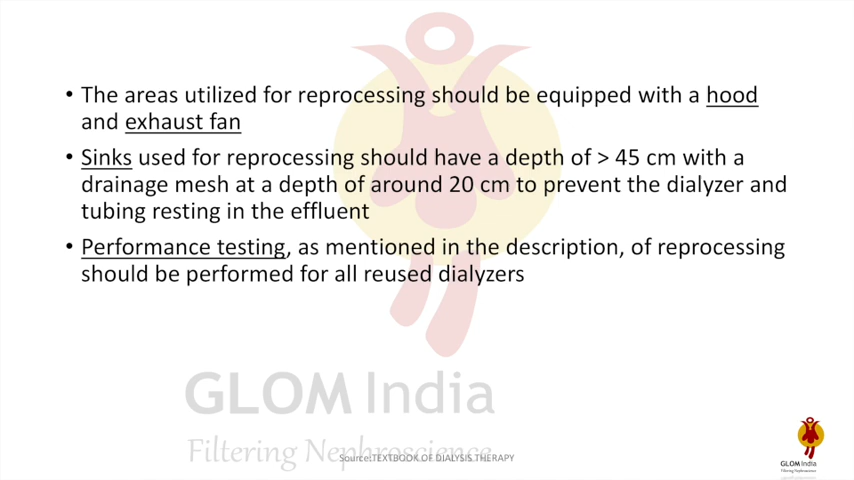 • The areas utilized for reprocessing should be equipped with a hood
and exhaust fan
• Sinks used for reprocessing should have a depth of > 45 cm with a
drainage mesh at a depth of around 20 cm to prevent the dialyzer and
tubing resting in the effluent
• Performance testing, as mentioned in the description, of reprocessing
should be performed for all reused dialyzers
GLOM India
Filtering Nephroscience
Source:TEXTBOOK OF DIALYSIS THERAPY
GLOM India
Filtering Nephroscience